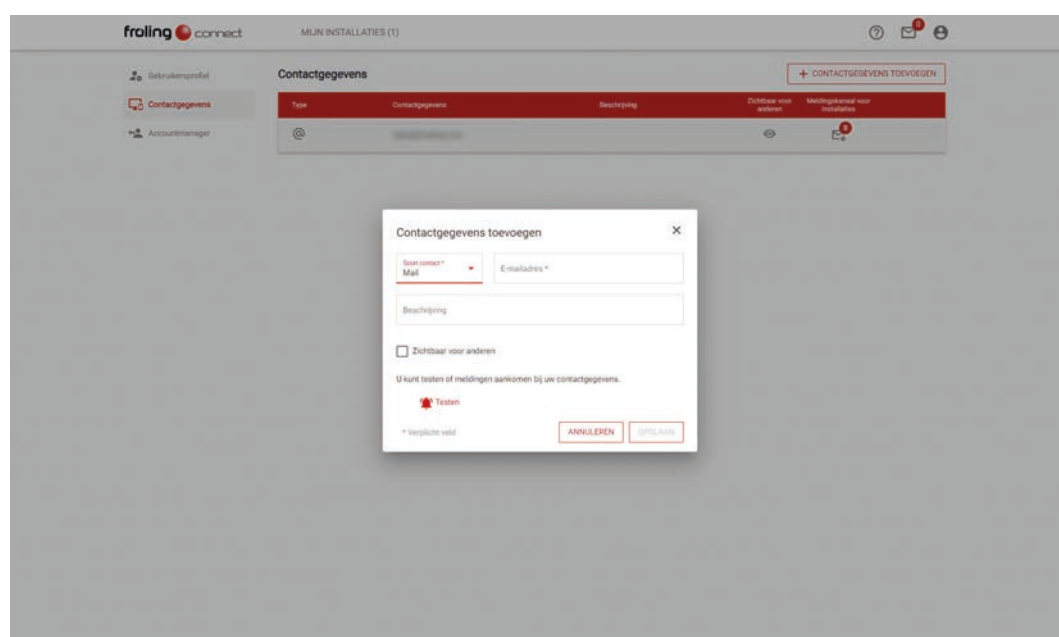 froling connect
MIJN INSTALLATIES (1)
0
Gebruikersprofiel
Contactgegevens
+ CONTACTGEGEVENS TOEVOEGEN
Contactgegevens
Type
Contactgegevens
Beschrijving
Zichtbaar voor
anderen
Meldingskanaal voor
installaties
Accountmanager
@
0
Contactgegevens toevoegen
Soort contact *
Mail
E-mailadres *
Beschrijving
Zichtbaar voor anderen
U kunt testen of meldingen aankomen bij uw contactgegevens.
Testen
* Verplicht veld
ANNULEREN
OPSLAAN